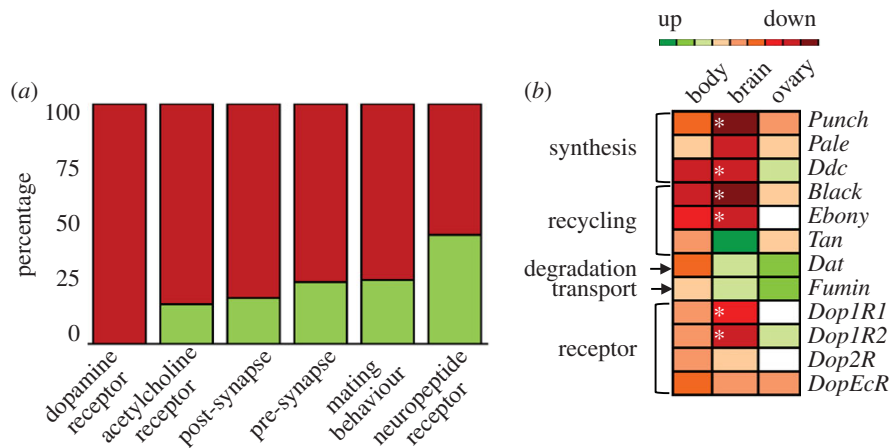 (a)
100
75
50
25
0
percentage
dopamine
receptor
acetylcholine
receptor
post-synapse
pre-synapse
mating
behaviour
neuropeptide
receptor
up down
(b)
body brain ovary
synthesis
recycling
degradation
transport
receptor
* Punch
Pale
* Ddc
* Black
* Ebony
Tan
Dat
Fumin
* Dop1R1
* Dop1R2
Dop2R
DopEcR